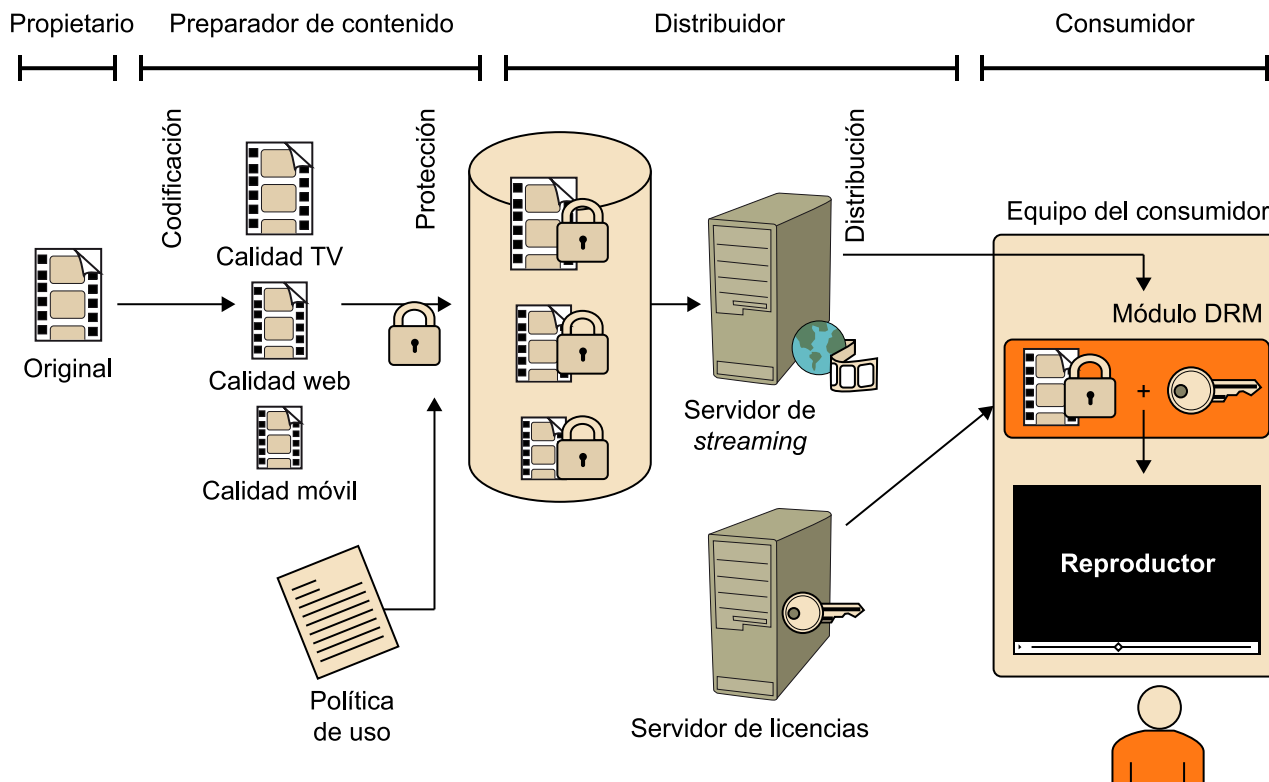 Propietario
Preparador de contenido
Distribuidor
Consumidor
Codificación
Protección
Distribución
Original
Calidad TV
Calidad web
Calidad móvil
Política
de uso
Servidor de
streaming
Servidor de licencias
Equipo del consumidor
Módulo DRM
+
Reproductor